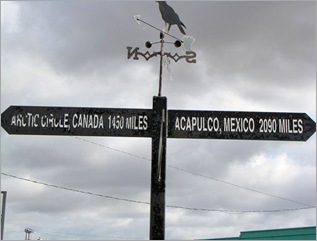 N S
ARCTIC CIRCLE, CANADA 1450 MILES
ACAPULCO, MEXICO 2090 MILES